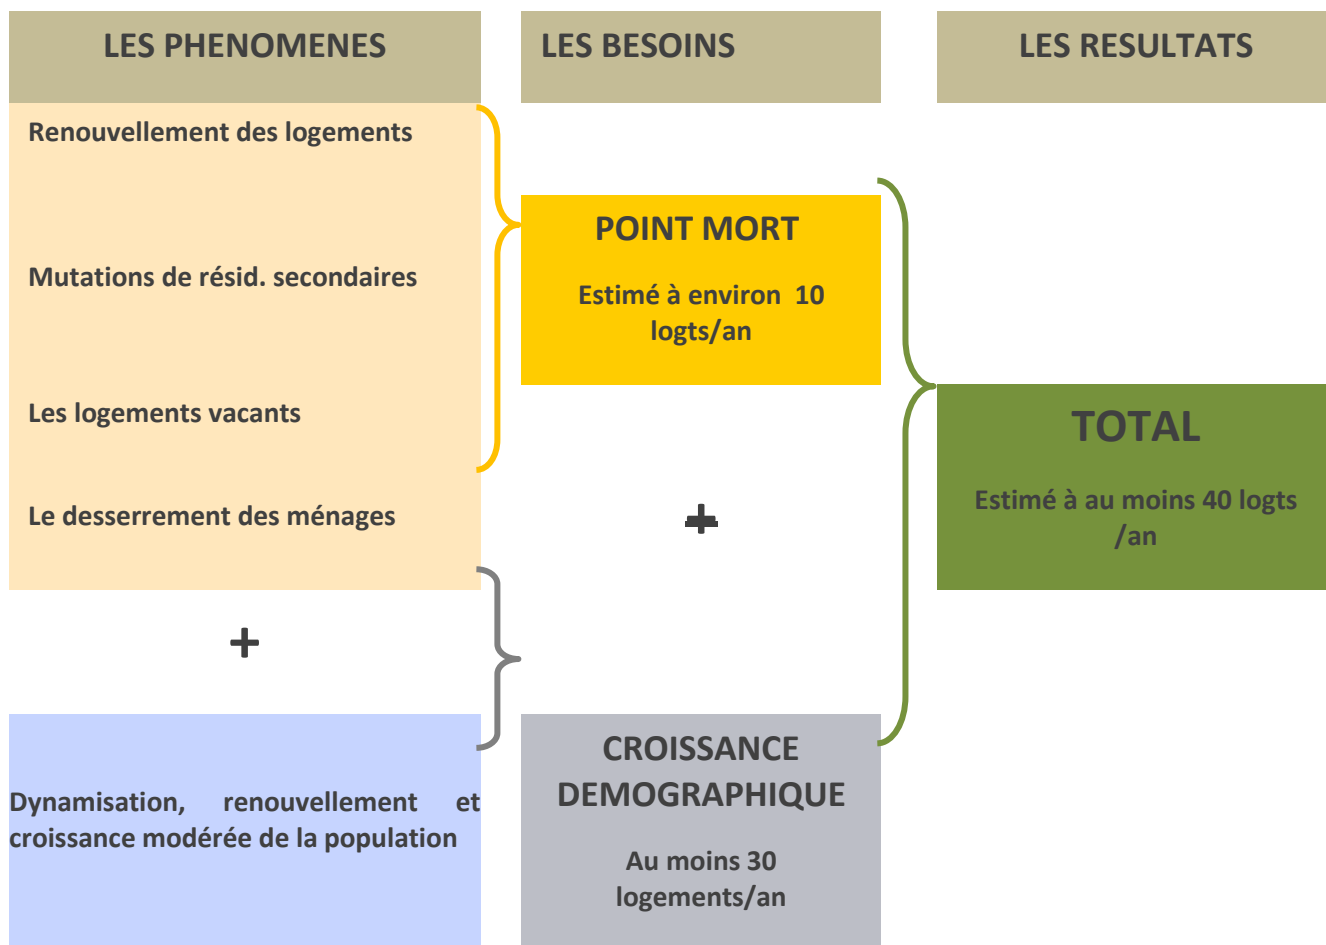 LES PHENOMENES
LES BESOINS
LES RESULTATS
Renouvellement des logements
Mutations de résid. secondaires
Les logements vacants
Le desserrement des ménages
+
Dynamisation, renouvellement et
croissance modérée de la population
POINT MORT
Estimé à environ 10
logts/an
+
CROISSANCE
DEMOGRAPHIQUE
Au moins 30
logements/an
TOTAL
Estimé à au moins 40 logts
/an